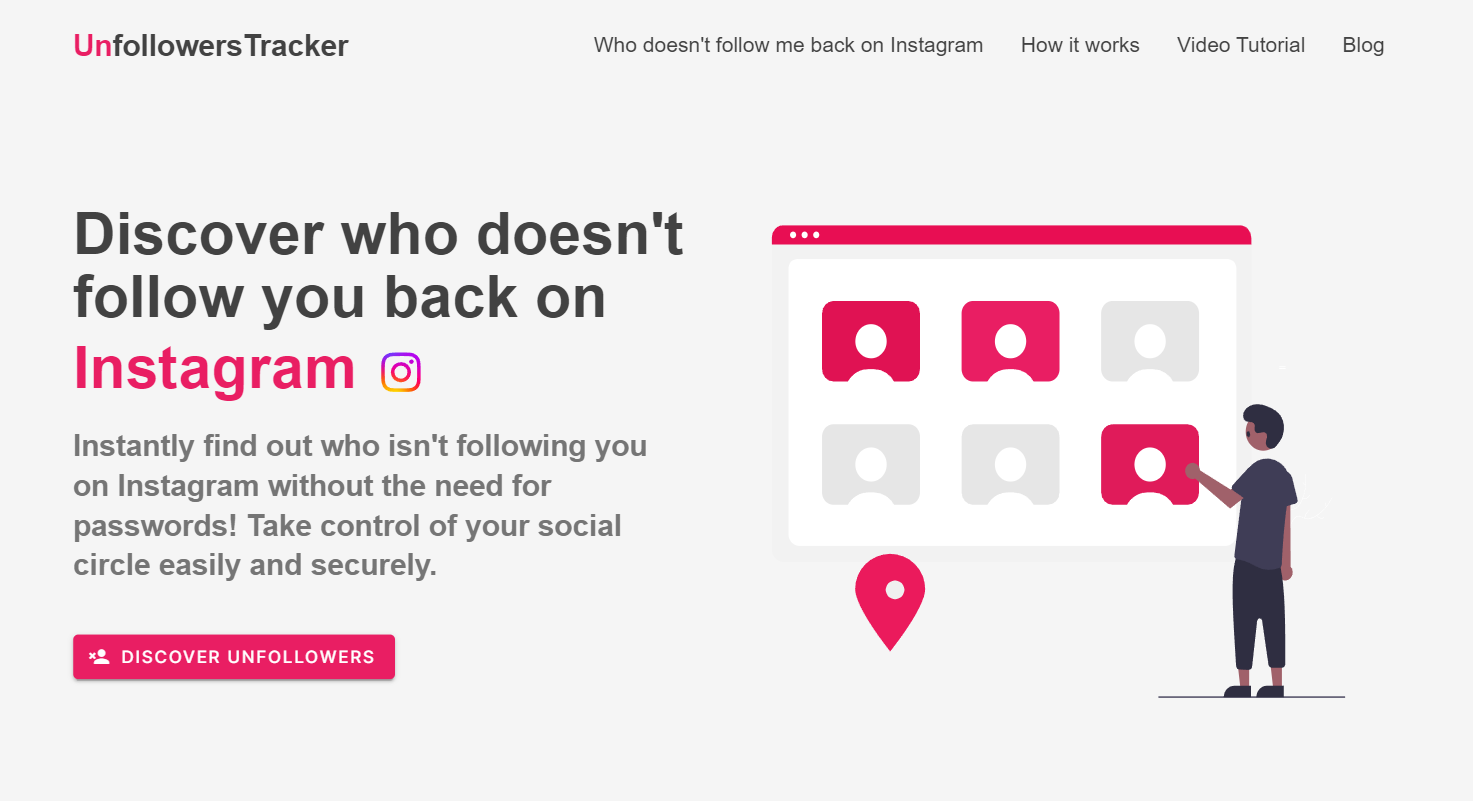 UnfollowersTracker
Who doesn't follow me back on Instagram
How it works
Video Tutorial
Blog
Discover who doesn't
follow you back on
Instagram
Instantly find out who isn't following you
on Instagram without the need for
passwords! Take control of your social
circle easily and securely.
DISCOVER UNFOLLOWERS